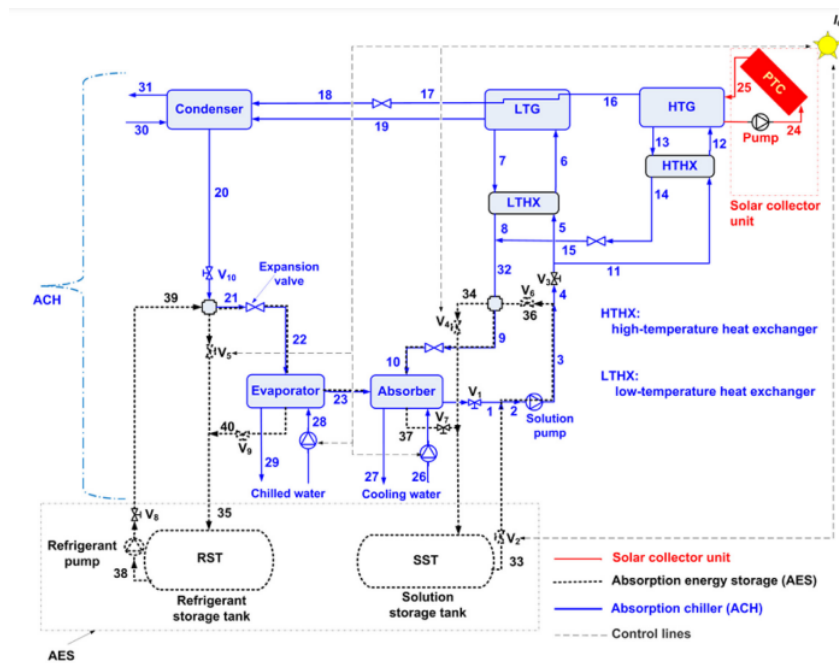 I
31
18
17
16
25
PTC
Condenser
LTG
HTG
30
19
24
Pump
13
12
7
6
HTHX
Solar collector
unit
20
LTHX
14
8
5
15
11
Expansion
valve
V10
V3
39
21
34
V6
32
4
36
ACH
V4
HTHX:
high-temperature heat exchanger
22
V5
9
10
3
LTHX:
low-temperature heat exchanger
Evaporator
23
Absorber
V1
1
2
Solution
pump
40
28
37
V7
V9
29
27
26
Chilled water
Cooling water
35
V8
Refrigerant
pump
RST
SST
V2
33
38
Refrigerant
storage tank
Solution
storage tank
Solar collector unit
Absorption energy storage (AES)
Absorption chiller (ACH)
Control lines
AES